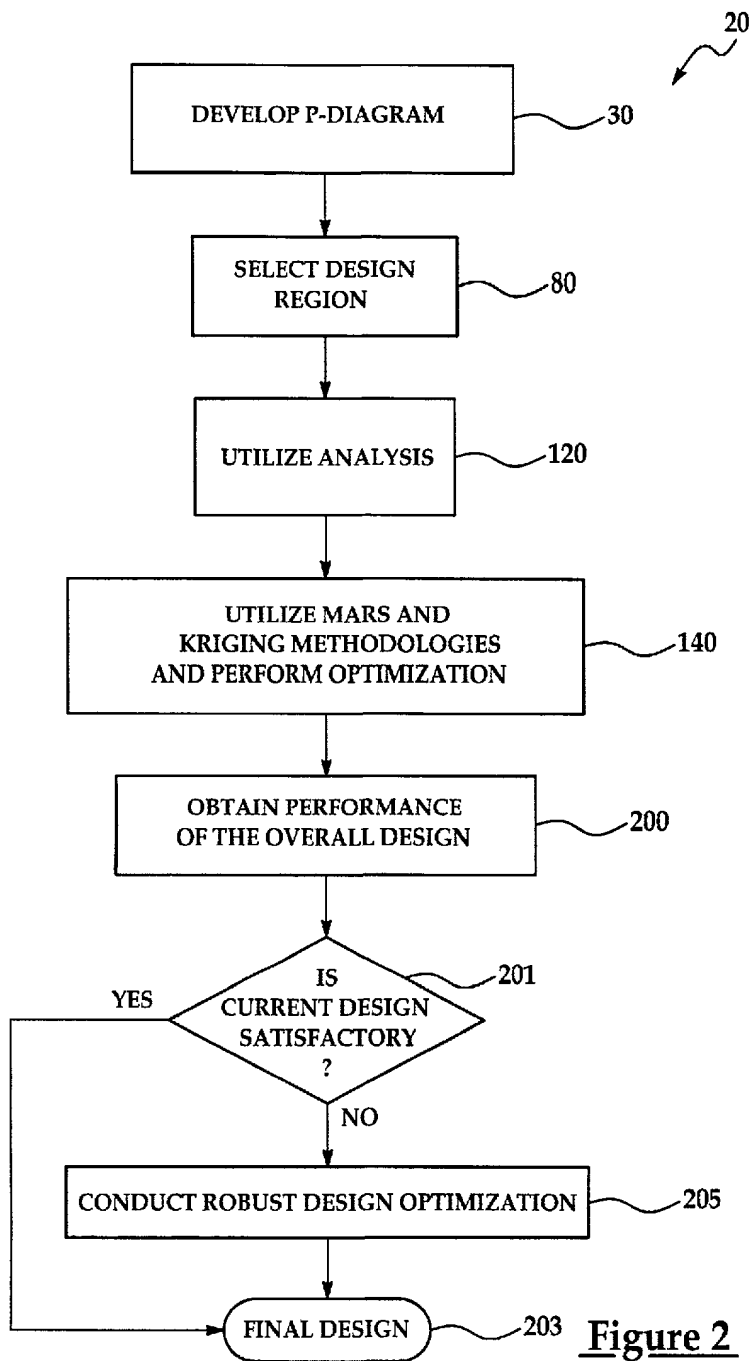 20
DEVELOP P-DIAGRAM
30
SELECT DESIGN
REGION
80
UTILIZE ANALYSIS
120
UTILIZE MARS AND
KRIGING METHODOLOGIES
AND PERFORM OPTIMIZATION
140
OBTAIN PERFORMANCE
OF THE OVERALL DESIGN
200
IS
CURRENT DESIGN
SATISFACTORY
?
201
YES
NO
CONDUCT ROBUST DESIGN OPTIMIZATION
205
FINAL DESIGN
203
Figure 2